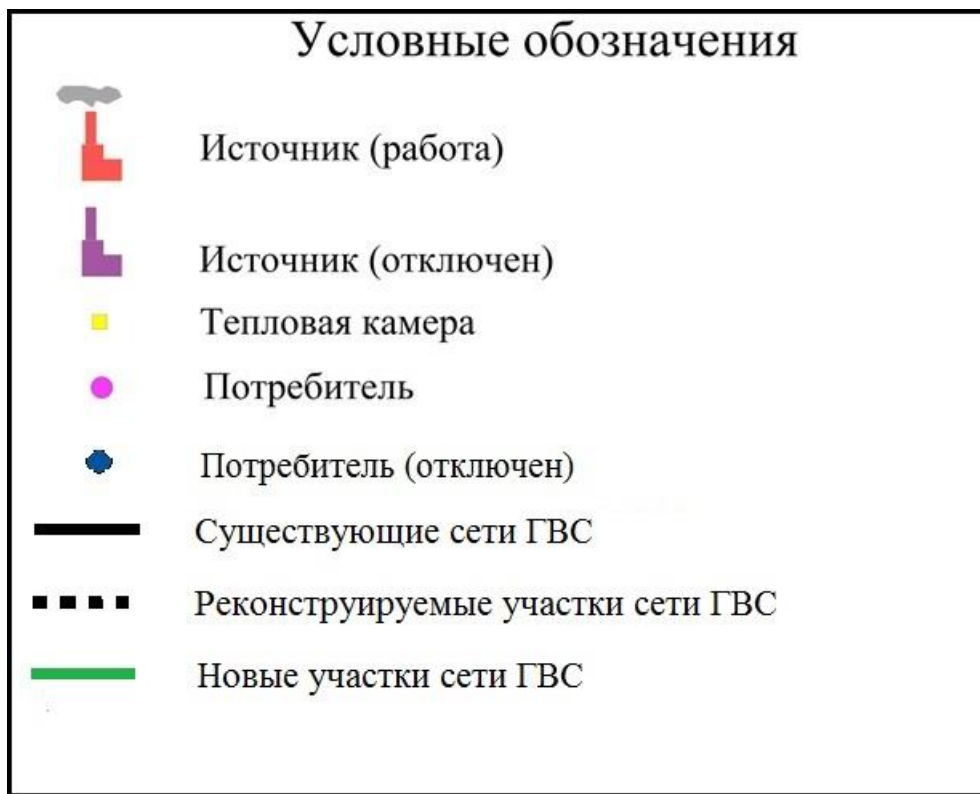 Условные обозначения
Источник (работа)
Источник (отключен)
Тепловая камера
Потребитель
Потребитель (отключен)
Существующие сети ГВС
Реконструируемые участки сети ГВС
Новые участки сети ГВС